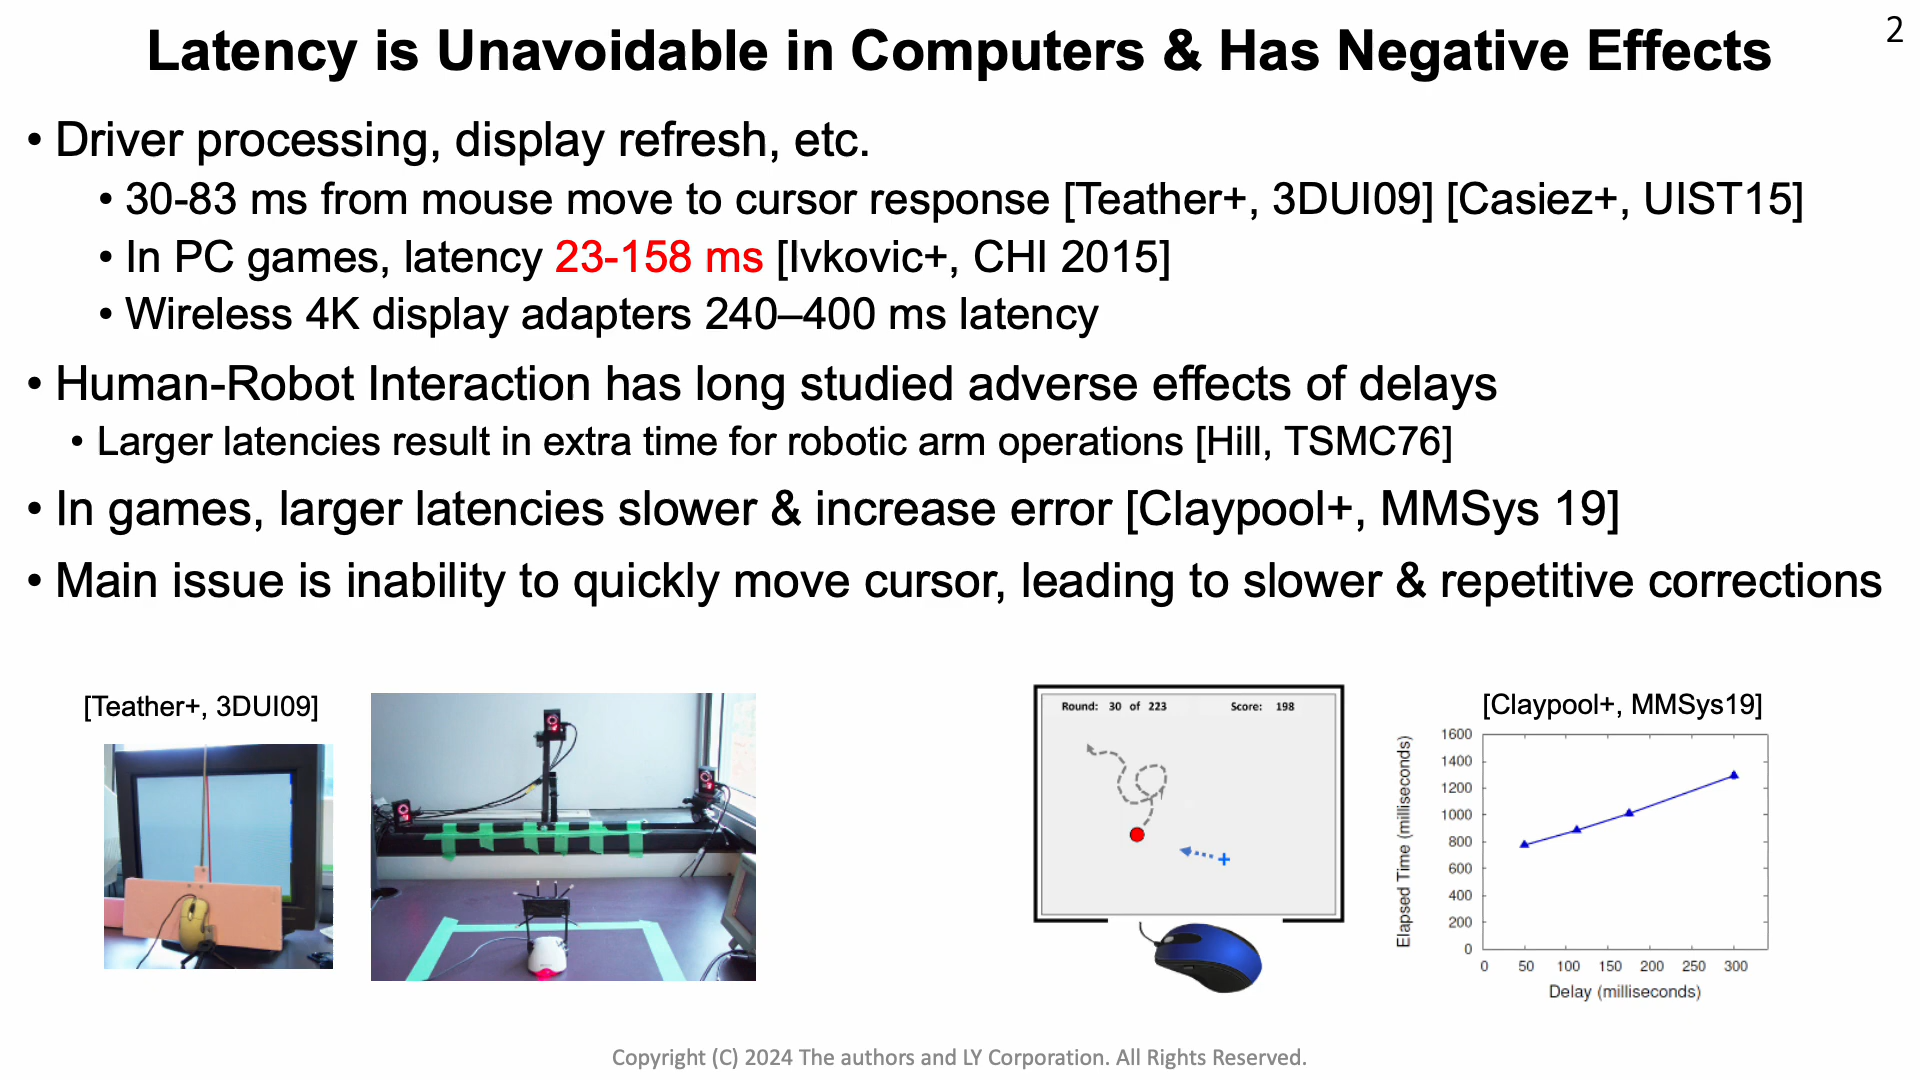 Latency is Unavoidable in Computers & Has Negative Effects
2
• Driver processing, display refresh, etc.
• 30-83 ms from mouse move to cursor response [Teather+, 3DUI09] [Casiez+, UIST15]
• In PC games, latency 23-158 ms [Ivkovic+, CHI 2015]
• Wireless 4K display adapters 240–400 ms latency
• Human-Robot Interaction has long studied adverse effects of delays
• Larger latencies result in extra time for robotic arm operations [Hill, TSMC76]
• In games, larger latencies slower & increase error [Claypool+, MMSys 19]
• Main issue is inability to quickly move cursor, leading to slower & repetitive corrections
[Teather+, 3DUI09]
Round: 30 of 223 Score: 198
[Claypool+, MMSys19]
Elapsed Time (milliseconds)
1600
1400
1200
1000
800
600
400
200
0
0 50 100 150 200 250 300
Delay (milliseconds)
Copyright (C) 2024 The authors and LY Corporation. All Rights Reserved.